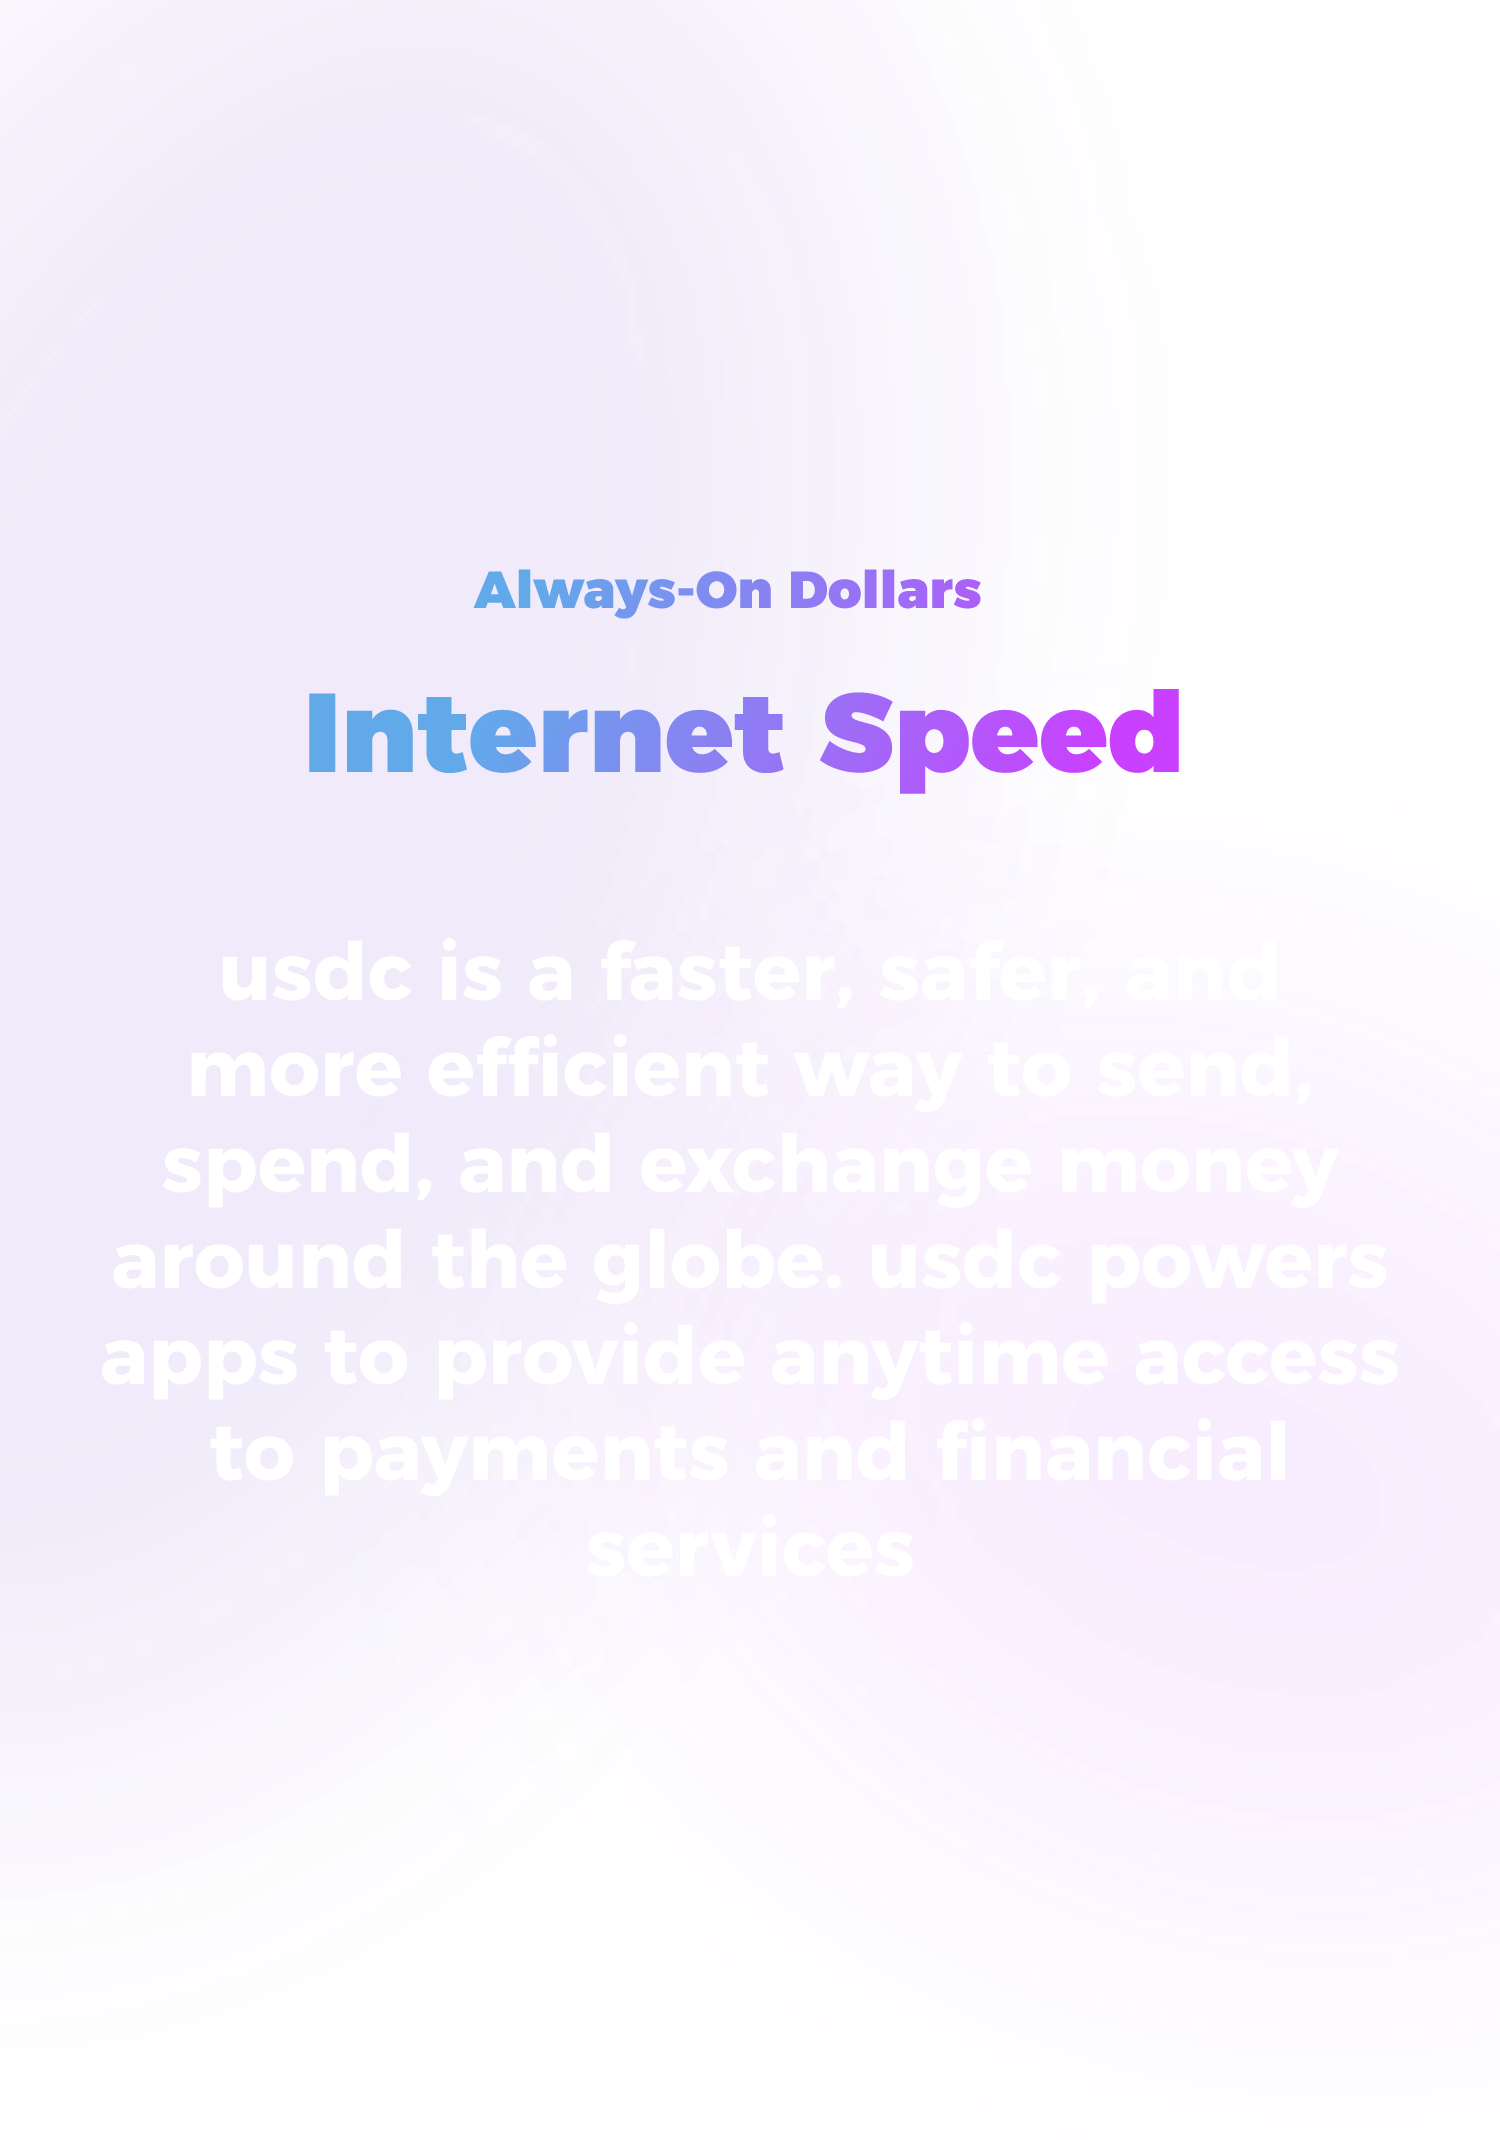 Always-On Dollars
Internet Speed
usdc is a faster, safer, and
more efficient way to send,
spend, and exchange money
around the globe. usdc powers
apps to provide anytime access
to payments and financial
services